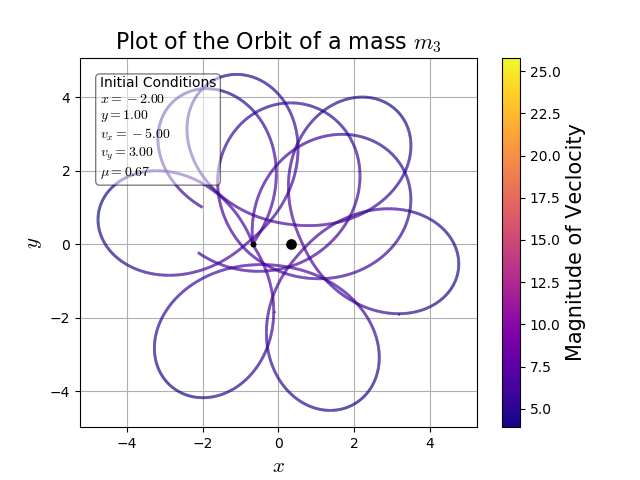 Plot of the Orbit of a mass m₃
Initial Conditions
x = −2.00
y = 1.00
vₓ = −5.00
v_y = 3.00
μ = 0.67
4
2
0
−2
−4
y
−4
−2
0
2
4
x
25.0
22.5
20.0
17.5
15.0
12.5
10.0
7.5
5.0
Magnitude of Veclocity